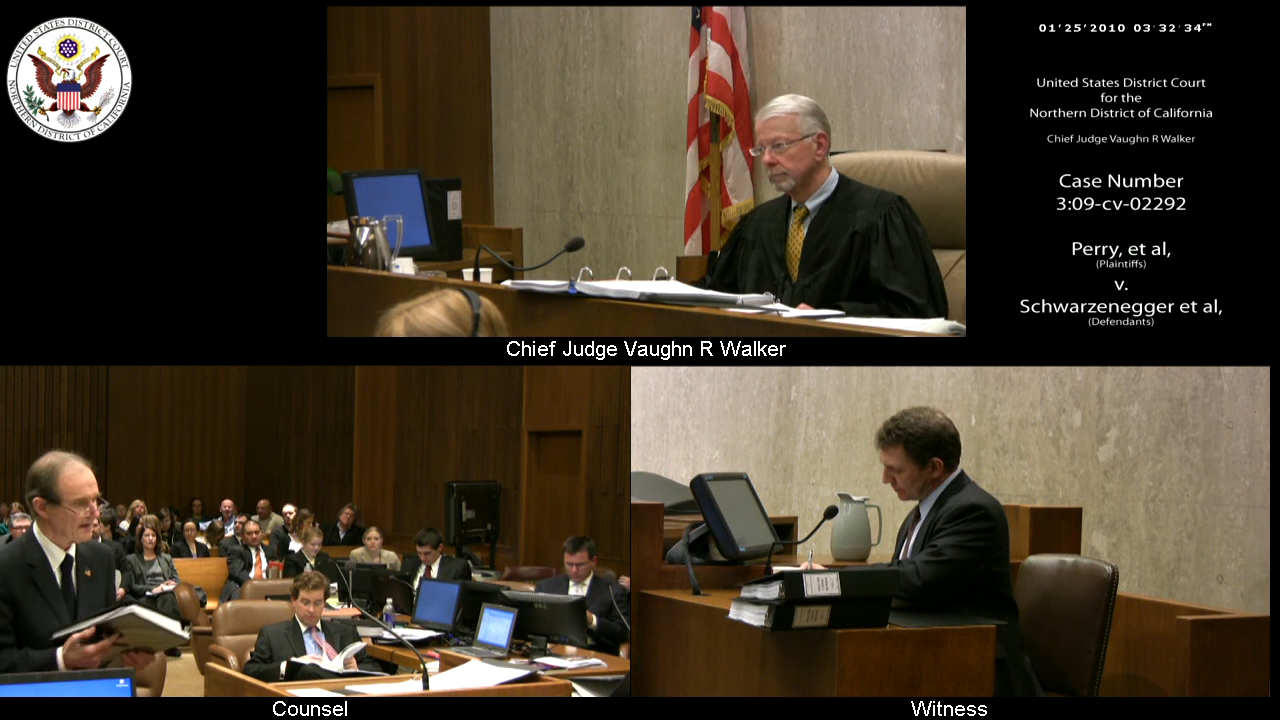 UNITED STATES DISTRICT COURT
NORTHERN DISTRICT OF CALIFORNIA
01'25'2010 03:32:34PM
United States District Court
for the
Northern District of California
Chief Judge Vaughn R Walker
Case Number
3:09-cv-02292
Perry, et al,
(Plaintiffs)
v.
Schwarzenegger et al,
(Defendants)
Chief Judge Vaughn R Walker
Counsel
Witness